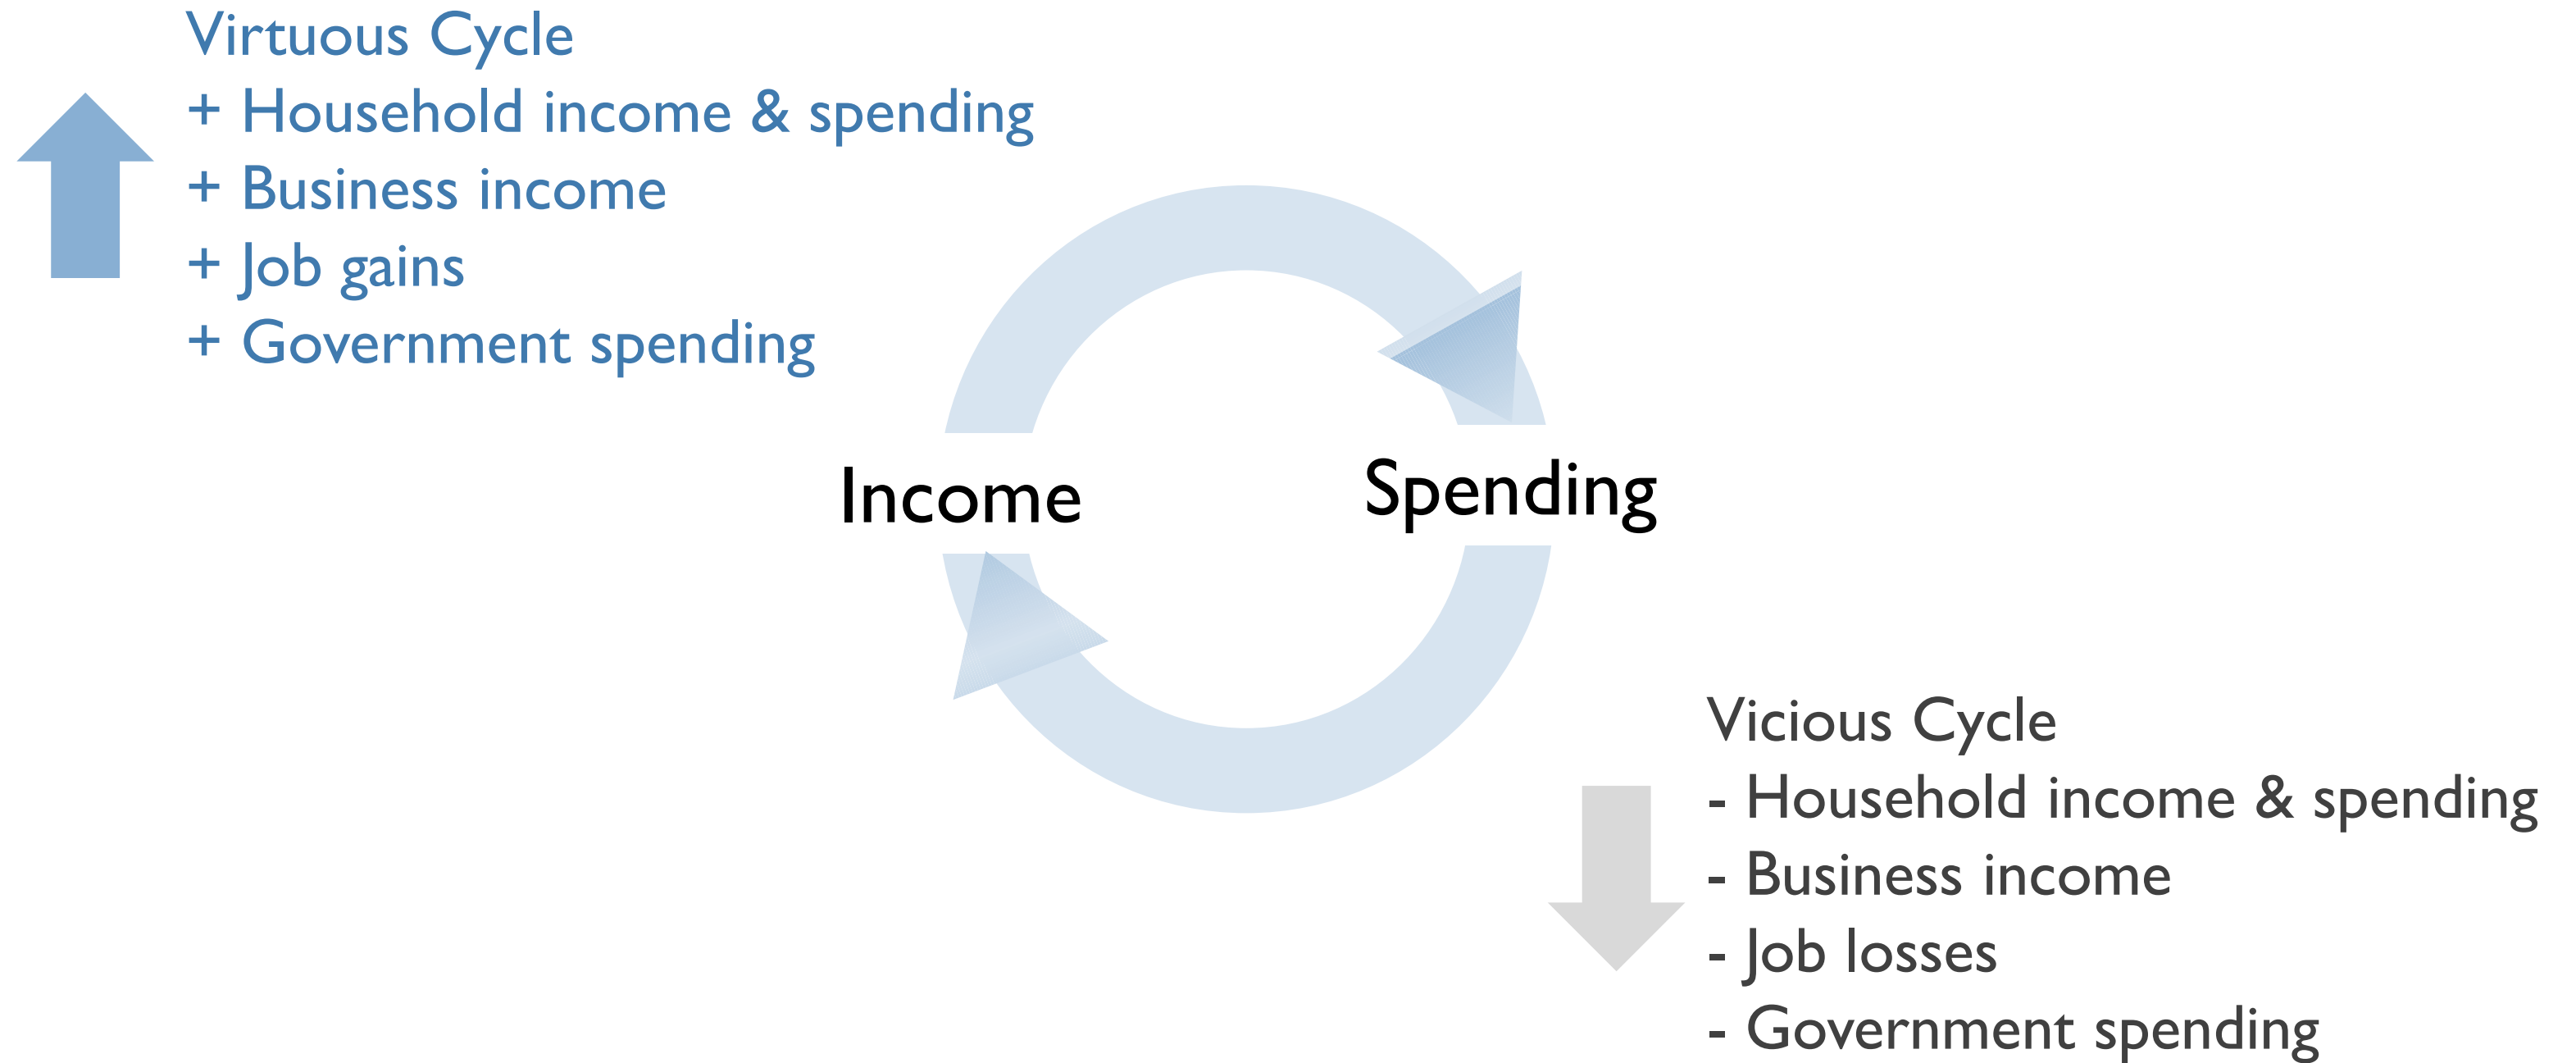 Virtuous Cycle
+ Household income & spending
+ Business income
+ Job gains
+ Government spending
Income
Spending
Vicious Cycle
- Household income & spending
- Business income
- Job losses
- Government spending